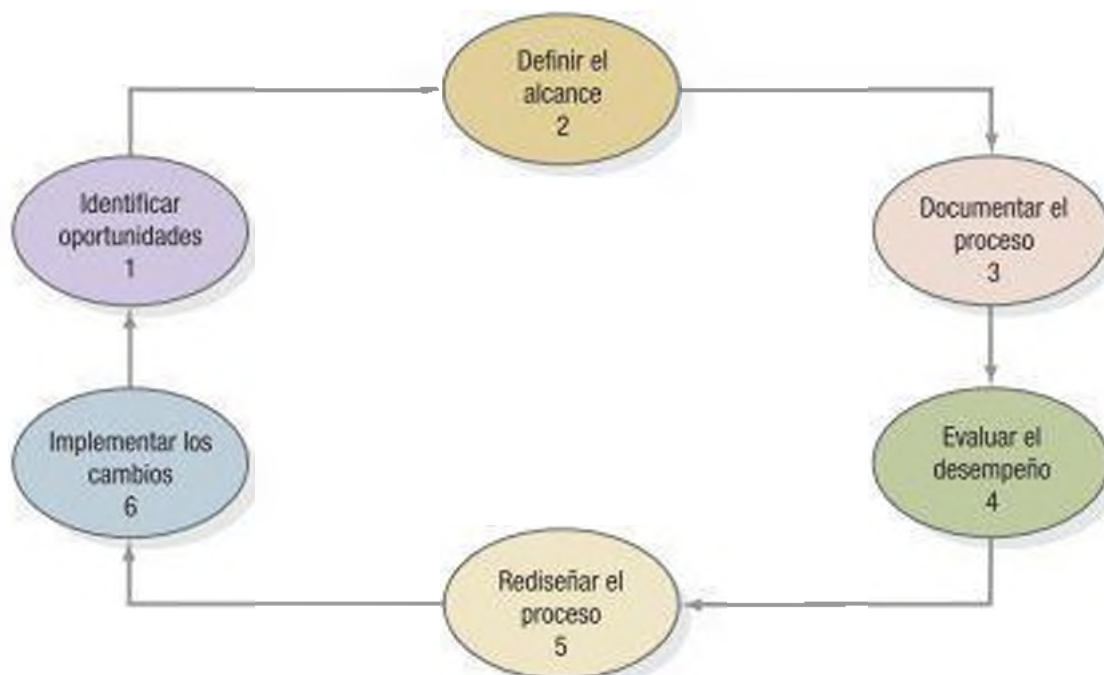 Definir el
alcance
2
Identificar
oportunidades
1
Documentar el
proceso
3
Implementar los
cambios
6
Evaluar el
desempeño
4
Rediseñar el
proceso
5